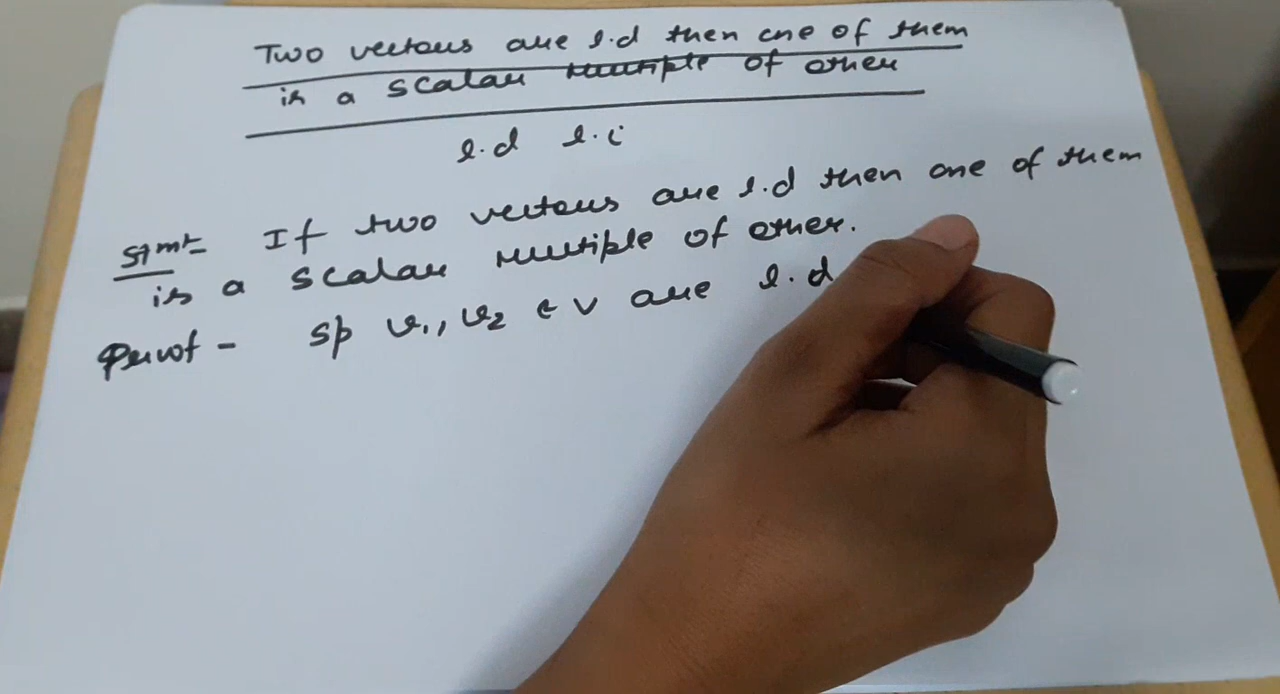 Two vectors are l.d then one of them
is a scalar multiple of other
l.d l.i
Stmt If two vectors are l.d then one of them
is a scalar multiple of other.
Proof - Sp v1, v2 ∈ V are l.d